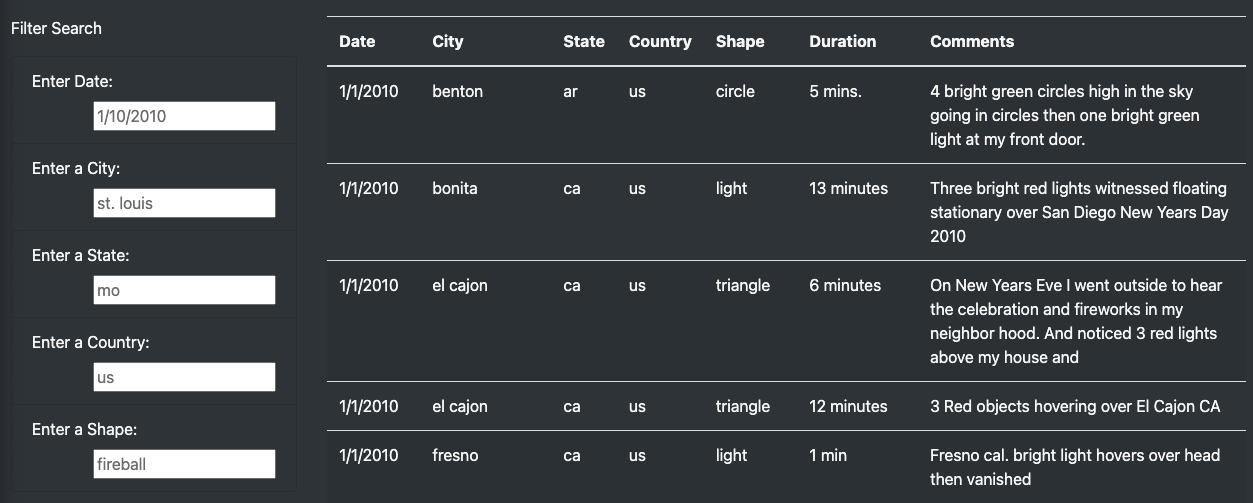 Filter Search
Enter Date:
1/10/2010
Enter a City:
st. louis
Enter a State:
mo
Enter a Country:
us
Enter a Shape:
fireball
Date City State Country Shape Duration Comments
1/1/2010 benton ar us circle 5 mins. 4 bright green circles high in the sky
going in circles then one bright green
light at my front door.
1/1/2010 bonita ca us light 13 minutes Three bright red lights witnessed floating
stationary over San Diego New Years Day
2010
1/1/2010 el cajon ca us triangle 6 minutes On New Years Eve I went outside to hear
the celebration and fireworks in my
neighbor hood. And noticed 3 red lights
above my house and
1/1/2010 el cajon ca us triangle 12 minutes 3 Red objects hovering over El Cajon CA
1/1/2010 fresno ca us light 1 min Fresno cal. bright light hovers over head
then vanished